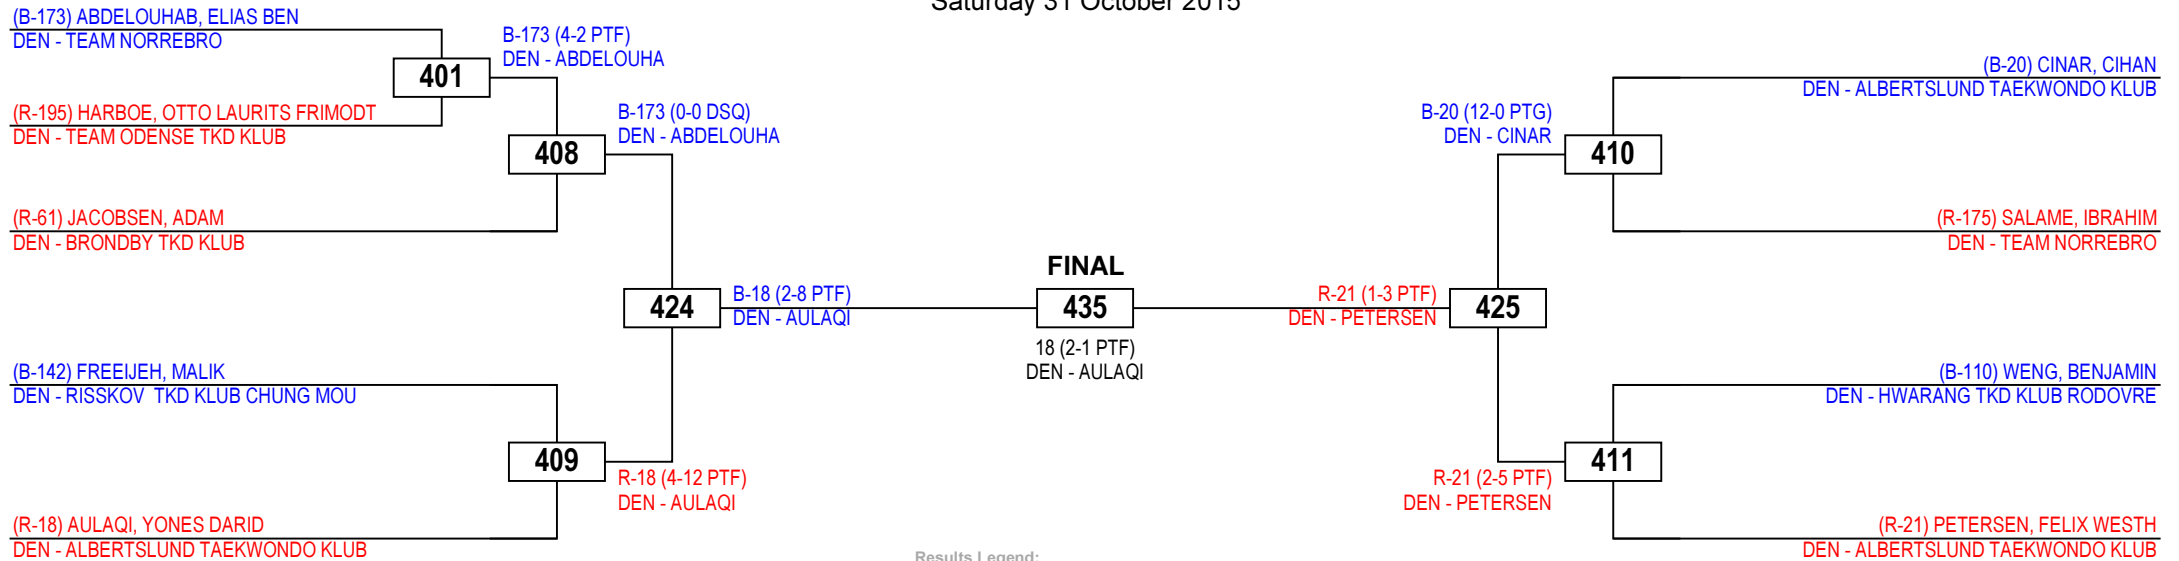 Saturday 31 October 2015
(B-173) ABDELOUHAB, ELIAS BEN
DEN - TEAM NORREBRO
B-173 (4-2 PTF)
DEN - ABDELOUHA
401
(R-195) HARBOE, OTTO LAURITS FRIMODT
DEN - TEAM ODENSE TKD KLUB
B-173 (0-0 DSQ)
DEN - ABDELOUHA
408
(R-61) JACOBSEN, ADAM
DEN - BRONDBY TKD KLUB
424
B-18 (2-8 PTF)
DEN - AULAQI
(B-142) FREEIJEH, MALIK
DEN - RISSKOV  TKD KLUB CHUNG MOU
409
R-18 (4-12 PTF)
DEN - AULAQI
(R-18) AULAQI, YONES DARID
DEN - ALBERTSLUND TAEKWONDO KLUB
FINAL
435
18 (2-1 PTF)
DEN - AULAQI
(B-20) CINAR, CIHAN
DEN - ALBERTSLUND TAEKWONDO KLUB
B-20 (12-0 PTG)
DEN - CINAR
410
(R-175) SALAME, IBRAHIM
DEN - TEAM NORREBRO
R-21 (1-3 PTF)
DEN - PETERSEN
425
(B-110) WENG, BENJAMIN
DEN - HWARANG TKD KLUB RODOVRE
411
R-21 (2-5 PTF)
DEN - PETERSEN
(R-21) PETERSEN, FELIX WESTH
DEN - ALBERTSLUND TAEKWONDO KLUB
Results Legend: